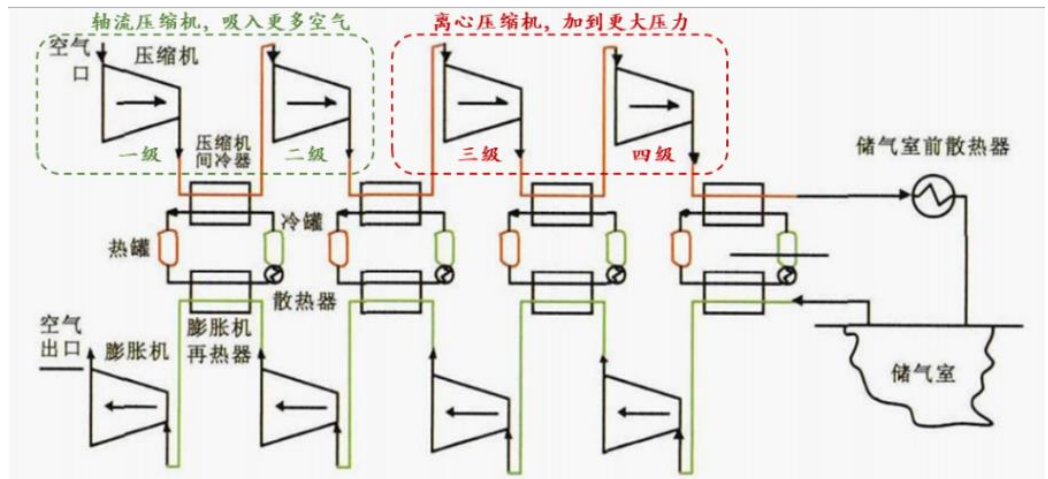 轴流压缩机，吸入更多空气
离心压缩机，加到更大压力
空气
口
压缩机
一级
压缩机
间冷器
二级
三级
四级
储气室前散热器
热罐
冷罐
散热器
空气
出口
膨胀机
膨胀机
再热器
储气室